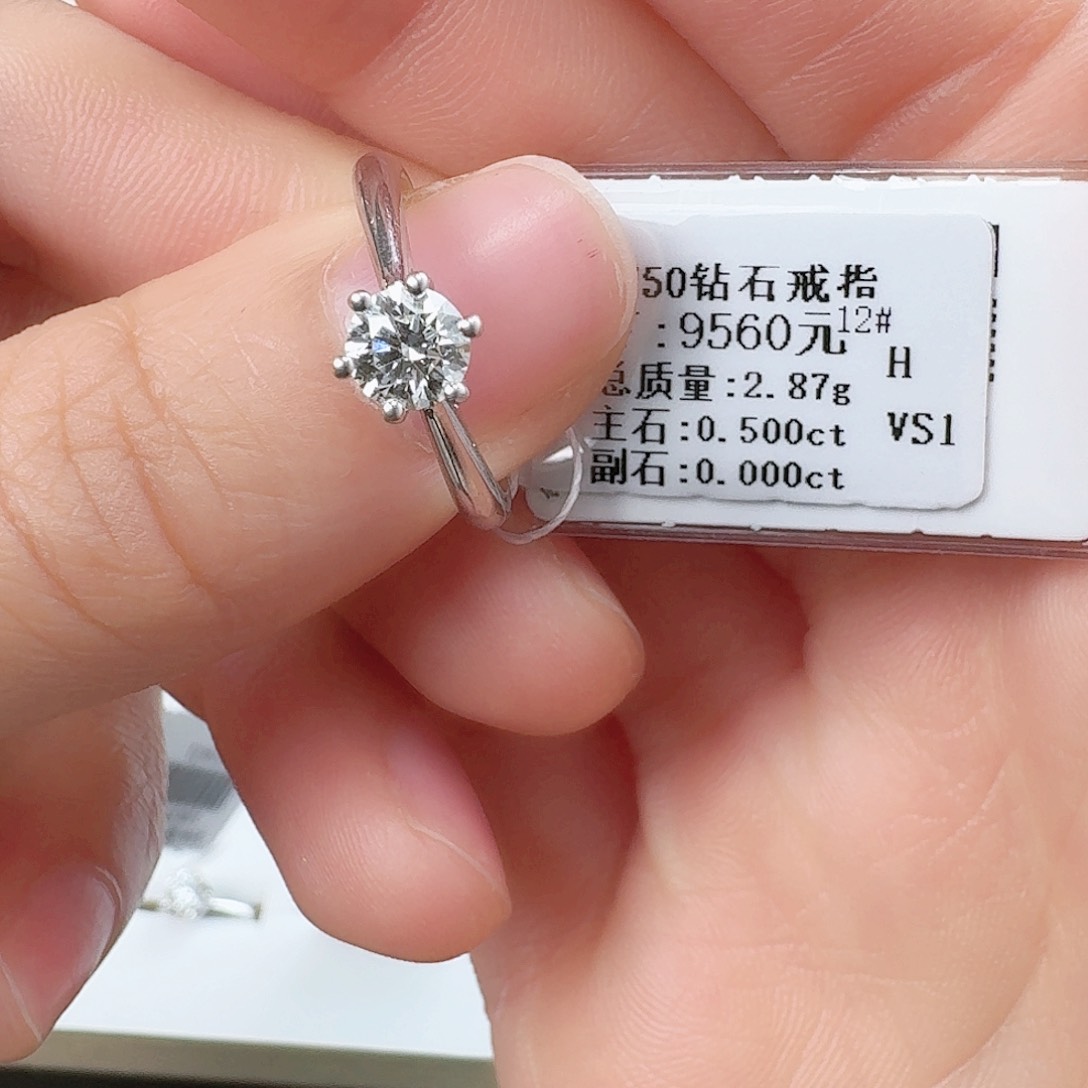 50钻石戒指
:9560元12#
H
总质量:2.87g
主石:0.500ct VS1
副石:0.000ct